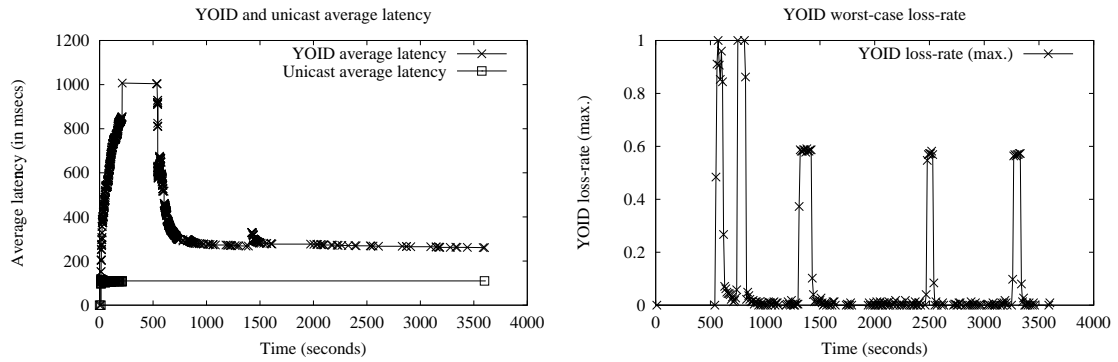 YOID and unicast average latency
1200
1000
800
600
400
200
0
Average latency (in msecs)
YOID average latency
Unicast average latency
0 500 1000 1500 2000 2500 3000 3500 4000
Time (seconds)
YOID worst-case loss-rate
1
0.8
0.6
0.4
0.2
0
YOID loss-rate (max.)
YOID loss-rate (max.)
0 500 1000 1500 2000 2500 3000 3500 4000
Time (seconds)